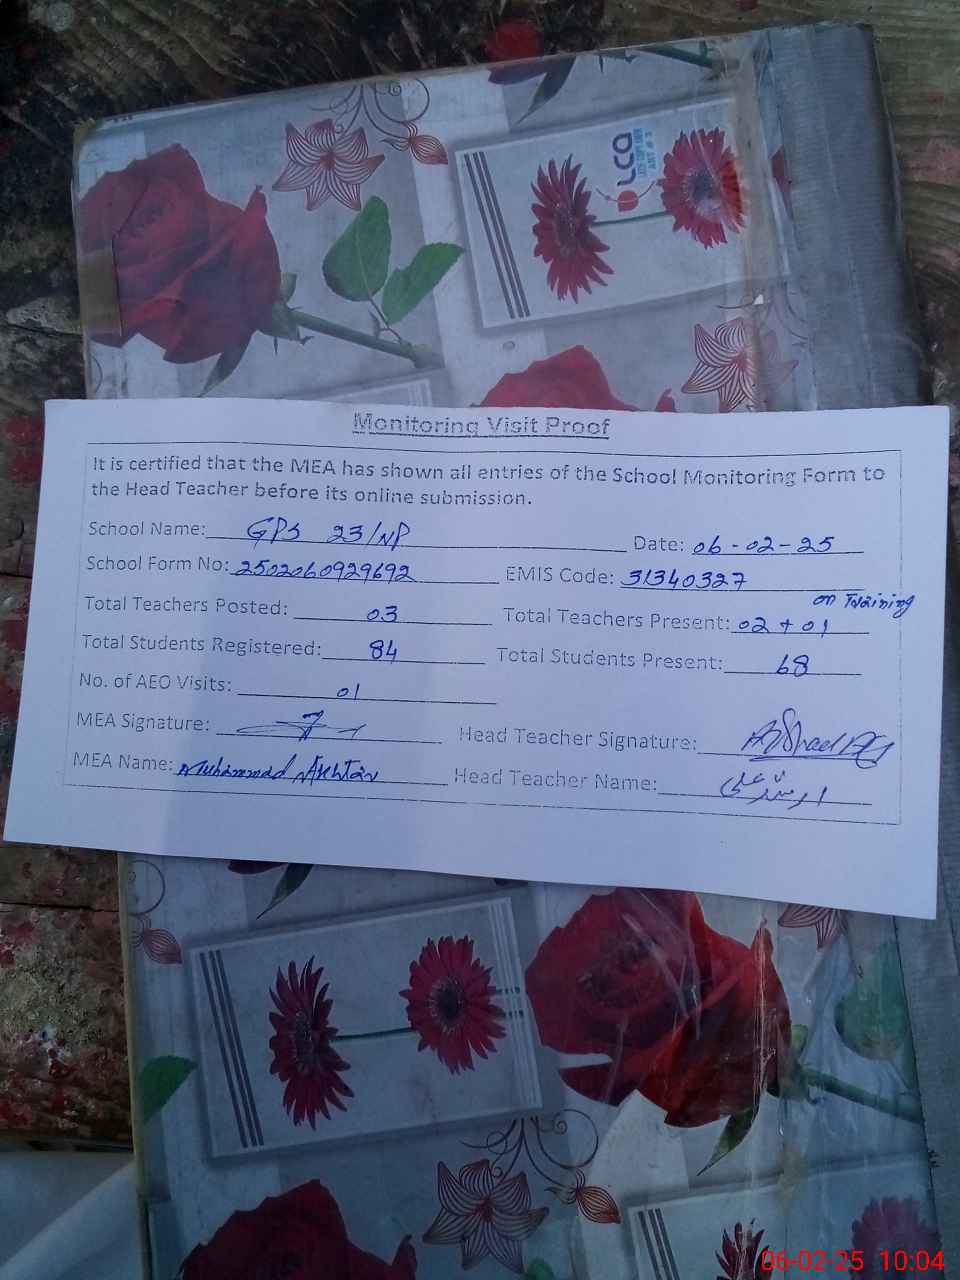 LCA
Monitoring Visit Proof
It is certified that the MEA has shown all entries of the School Monitoring Form to
the Head Teacher before its online submission.
School Name: GPS 23/NP Date: 06-02-25
School Form No: 2502060929692 EMIS Code: 31340327
on Training
Total Teachers Posted: 03 Total Teachers Present: 02 + 01
Total Students Registered: 84 Total Students Present: 68
No. of AEO Visits: 01
MEA Signature: Head Teacher Signature:
MEA Name: Muhammad Akhtar Head Teacher Name: ارشد علی
06-02-25 10:04